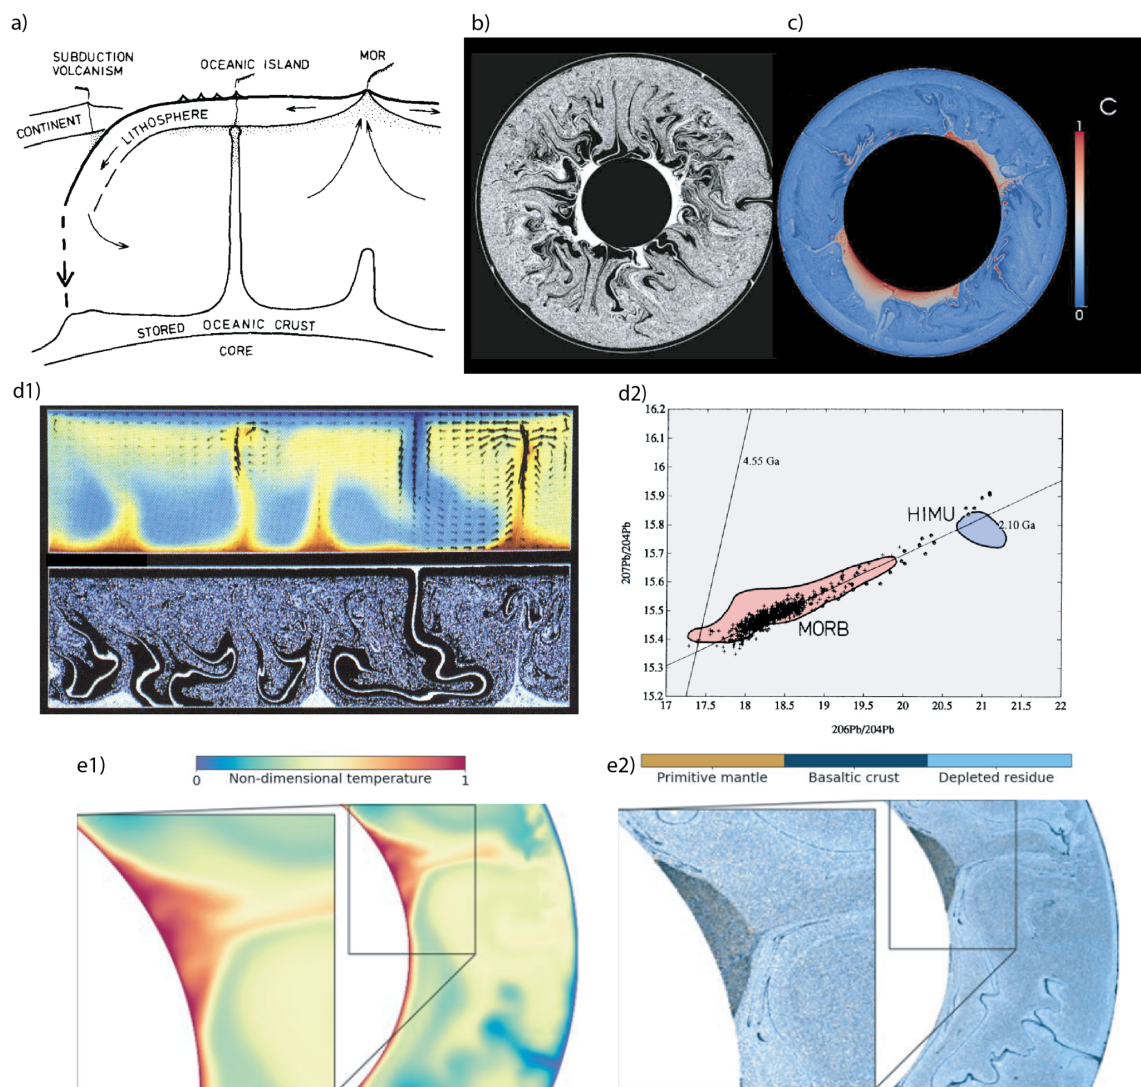 a)
SUBDUCTION
VOLCANISM
OCEANIC ISLAND
MOR
CONTINENT
LITHOSPHERE
STORED OCEANIC CRUST
CORE
b)
c)
C
1
0
d1)
d2)
16.2
16.1
16
15.9
15.8
15.7
15.6
15.5
15.4
15.3
15.2
207Pb/204Pb
4.55 Ga
HIMU
2.10 Ga
MORB
17 17.5 18 18.5 19 19.5 20 20.5 21 21.5 22
206Pb/204Pb
e1)
0 Non-dimensional temperature 1
e2)
Primitive mantle Basaltic crust Depleted residue